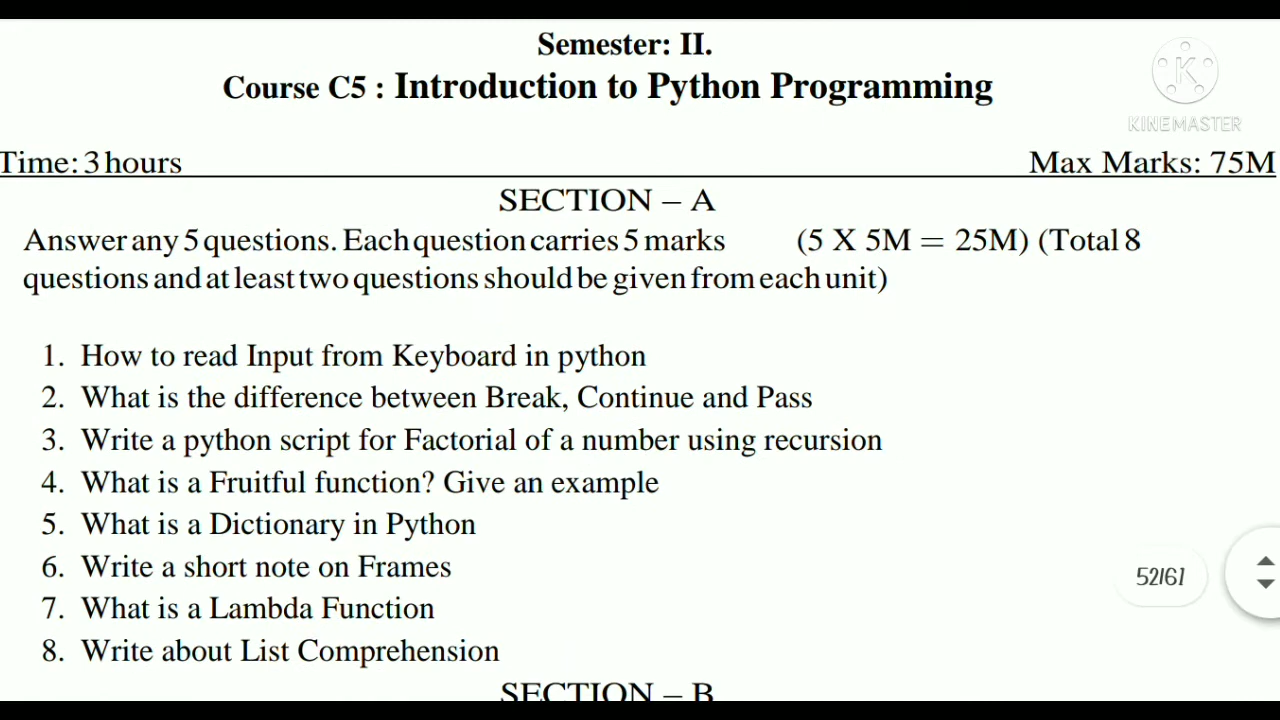 Semester: II.
Course C5 : Introduction to Python Programming
KINEMASTER
Time: 3 hours Max Marks: 75M
SECTION – A
Answer any 5 questions. Each question carries 5 marks (5 X 5M = 25M) (Total 8
questions and at least two questions should be given from each unit)
1. How to read Input from Keyboard in python
2. What is the difference between Break, Continue and Pass
3. Write a python script for Factorial of a number using recursion
4. What is a Fruitful function? Give an example
5. What is a Dictionary in Python
6. Write a short note on Frames
52/61
7. What is a Lambda Function
8. Write about List Comprehension
SECTION – B